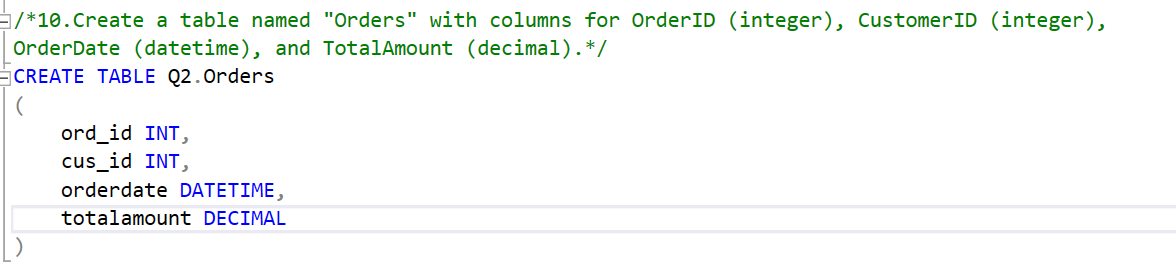 /*10.Create a table named "Orders" with columns for OrderID (integer), CustomerID (integer),
OrderDate (datetime), and TotalAmount (decimal).*/
CREATE TABLE Q2.Orders
(
    ord_id INT,
    cus_id INT,
    orderdate DATETIME,
    totalamount DECIMAL
)